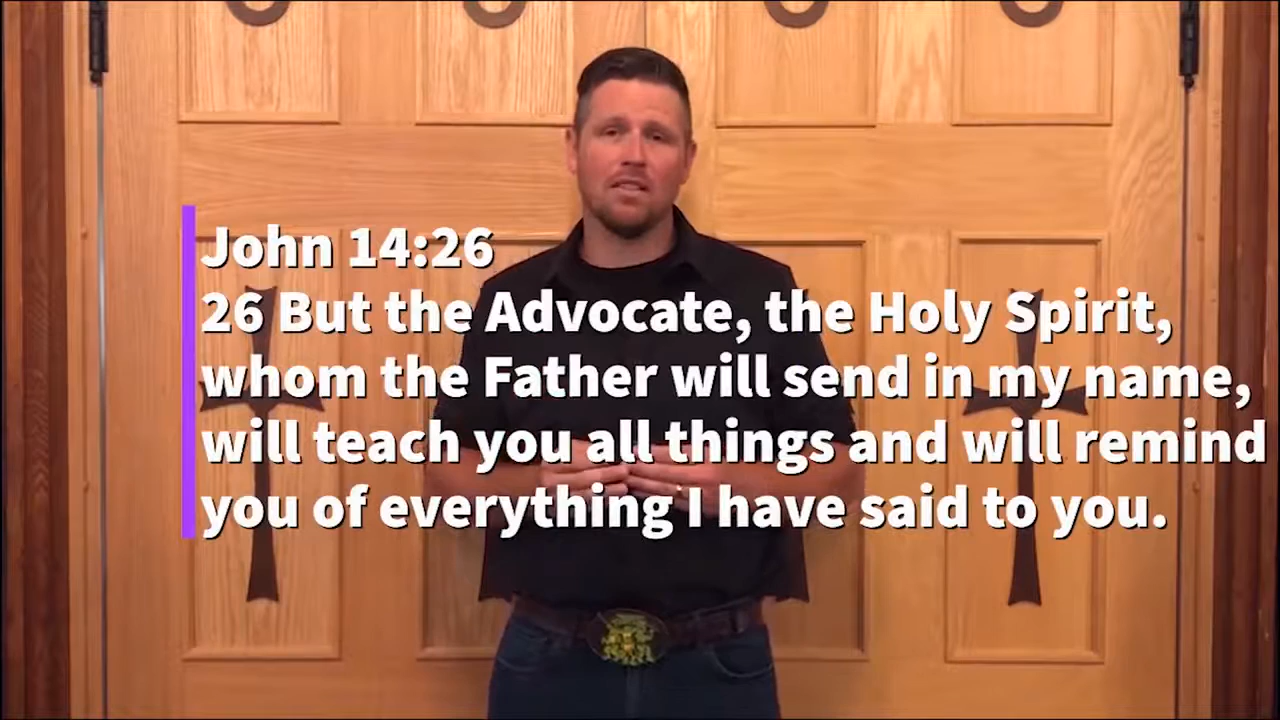 John 14:26
26 But the Advocate, the Holy Spirit,
whom the Father will send in my name,
will teach you all things and will remind
you of everything I have said to you.